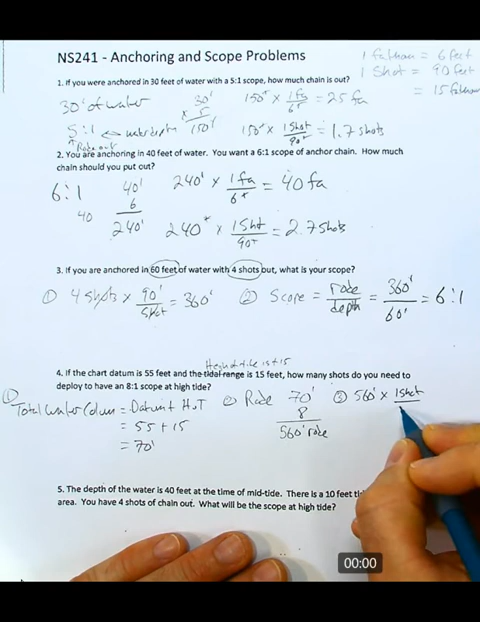 NS241 - Anchoring and Scope Problems
1 fathom = 6 feet
1 Shot = 90 feet
= 15 fathom
1. If you were anchored in 30 feet of water with a 5:1 scope, how much chain is out?
30' of water
30'
x 5
150'
150' x 1 fa / 6' = 25 fa
5:1 ← water depth
↑ Rode out
150' x 1 shot / 90' = 1.7 shots
2. You are anchoring in 40 feet of water. You want a 6:1 scope of anchor chain. How much
chain should you put out?
6:1
40
40'
6
240'
240' x 1 fa / 6' = 40 fa
240' x 1 Shot / 90' = 2.7 Shots
3. If you are anchored in 60 feet of water with 4 shots out, what is your scope?
① 4 shots x 90' / shot = 360'
② Scope = rode / depth = 360' / 60' = 6:1
4. If the chart datum is 55 feet and the tidal range is 15 feet, how many shots do you need to
deploy to have an 8:1 scope at high tide?
① Total Water Column = Datum + HoT
= 55 + 15
= 70'
② Rode 70'
8
560' rode
③ 560' x 1 shot
5. The depth of the water is 40 feet at the time of mid-tide. There is a 10 feet
area. You have 4 shots of chain out. What will be the scope at high tide?
00:00